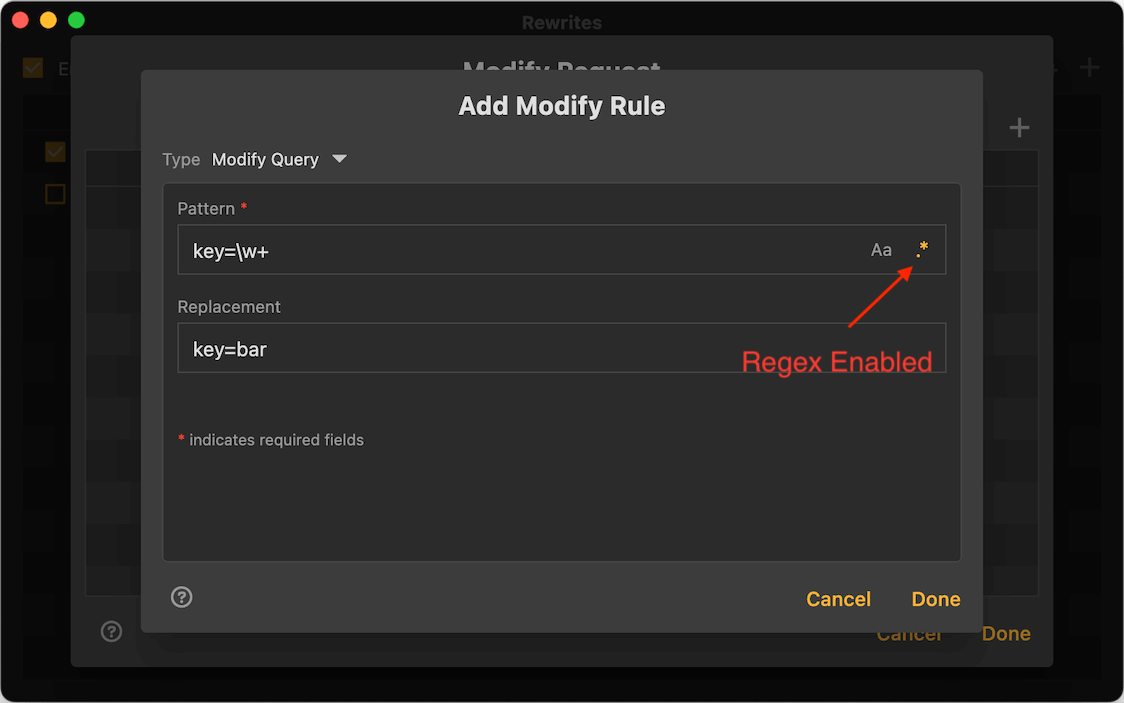 Rewrites
Modify Request
Add Modify Rule
Type Modify Query
Pattern *
key=\w+ Aa .*
Replacement
key=bar
Regex Enabled
* indicates required fields
Cancel Done
Cancel Done